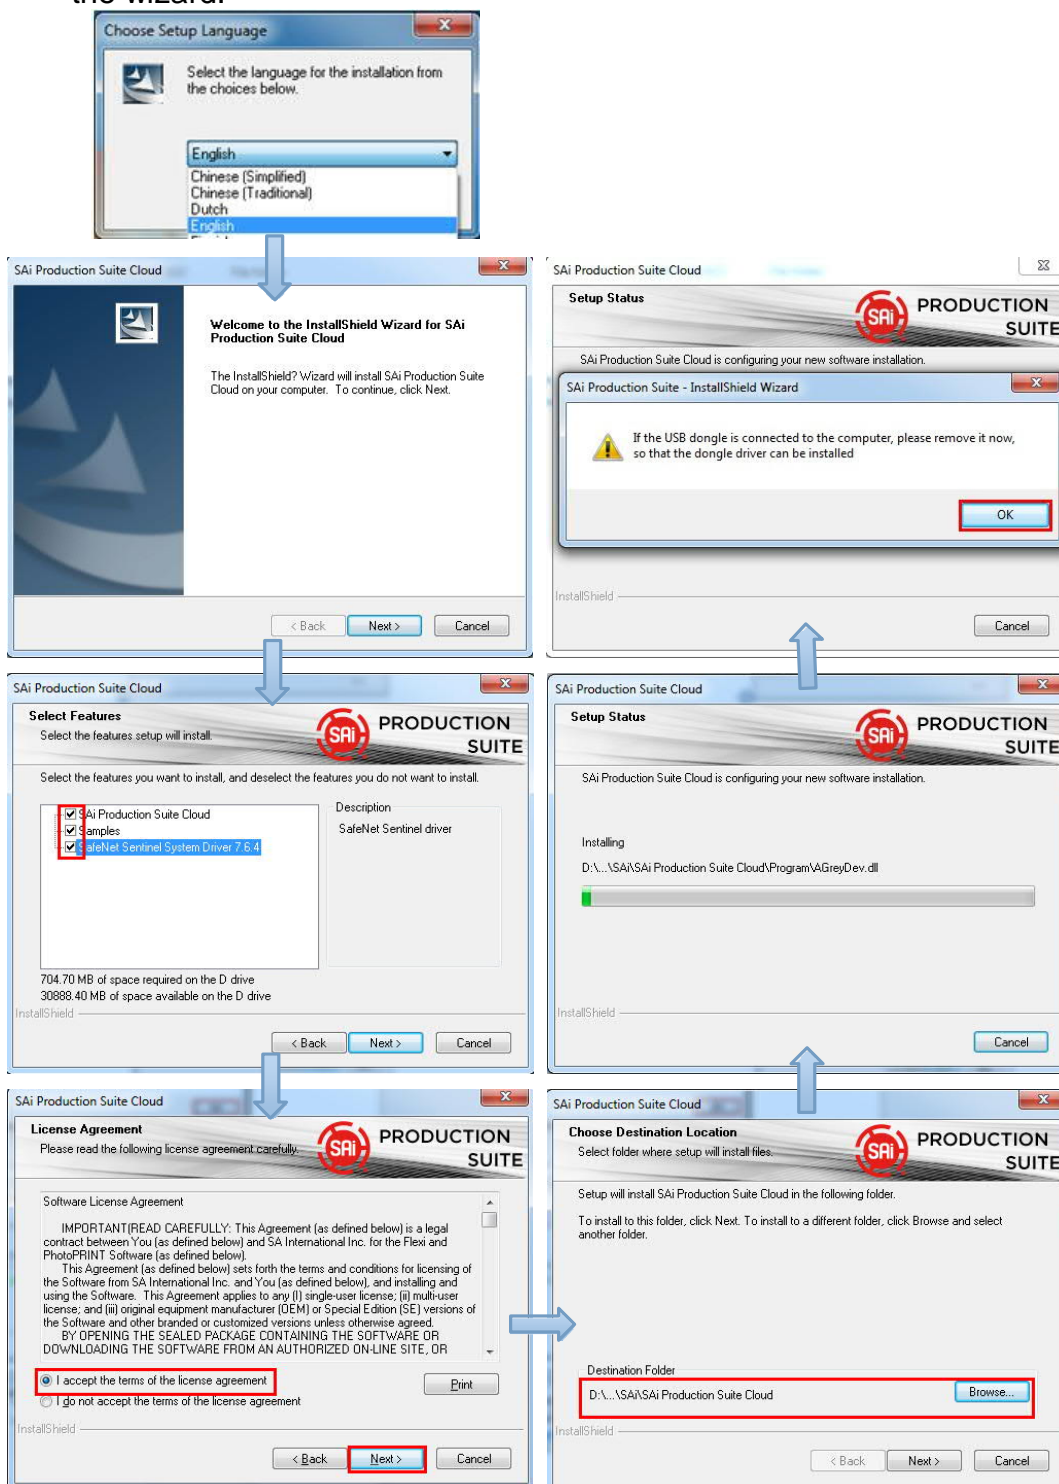 the wizard.
Choose Setup Language
Select the language for the installation from
the choices below.
English
Chinese (Simplified)
Chinese (Traditional)
Dutch
English
SAi Production Suite Cloud
Welcome to the InstallShield Wizard for SAi
Production Suite Cloud
The InstallShield? Wizard will install SAi Production Suite
Cloud on your computer. To continue, click Next.
< Back
Next >
Cancel
SAi Production Suite Cloud
Select Features
Select the features setup will install.
SAi
PRODUCTION
SUITE
Select the features you want to install, and deselect the features you do not want to install.
SAi Production Suite Cloud
Samples
SafeNet Sentinel System Driver 7.6.4
Description
SafeNet Sentinel driver
704.70 MB of space required on the D drive
30888.40 MB of space available on the D drive
InstallShield
< Back
Next >
Cancel
SAi Production Suite Cloud
License Agreement
Please read the following license agreement carefully.
SAi
PRODUCTION
SUITE
Software License Agreement
IMPORTANT(READ CAREFULLY: This Agreement (as defined below) is a legal
contract between You (as defined below) and SA International Inc. for the Flexi and
PhotoPRINT Software (as defined below).
This Agreement (as defined below) sets forth the terms and conditions for licensing of
the Software from SA International Inc. and You (as defined below), and installing and
using the Software. This Agreement applies to any (I) single-user license; (ii) multi-user
license; and (iii) original equipment manufacturer (OEM) or Special Edition (SE) versions of
the Software and other branded or customized versions unless otherwise agreed.
BY OPENING THE SEALED PACKAGE CONTAINING THE SOFTWARE OR
DOWNLOADING THE SOFTWARE FROM AN AUTHORIZED ON-LINE SITE, OR
I accept the terms of the license agreement
I do not accept the terms of the license agreement
Print
InstallShield
< Back
Next >
Cancel
SAi Production Suite Cloud
Choose Destination Location
Select folder where setup will install files.
SAi
PRODUCTION
SUITE
Setup will install SAi Production Suite Cloud in the following folder.
To install to this folder, click Next. To install to a different folder, click Browse and select
another folder.
Destination Folder
D:\...\SAi\SAi Production Suite Cloud
Browse...
InstallShield
< Back
Next >
Cancel
SAi Production Suite Cloud
Setup Status
SAi
PRODUCTION
SUITE
SAi Production Suite Cloud is configuring your new software installation.
Installing
D:\...\SAi\SAi Production Suite Cloud\Program\AGreyDev.dll
InstallShield
Cancel
SAi Production Suite Cloud
Setup Status
SAi
PRODUCTION
SUITE
SAi Production Suite Cloud is configuring your new software installation.
SAi Production Suite - InstallShield Wizard
If the USB dongle is connected to the computer, please remove it now,
so that the dongle driver can be installed
OK
InstallShield
Cancel